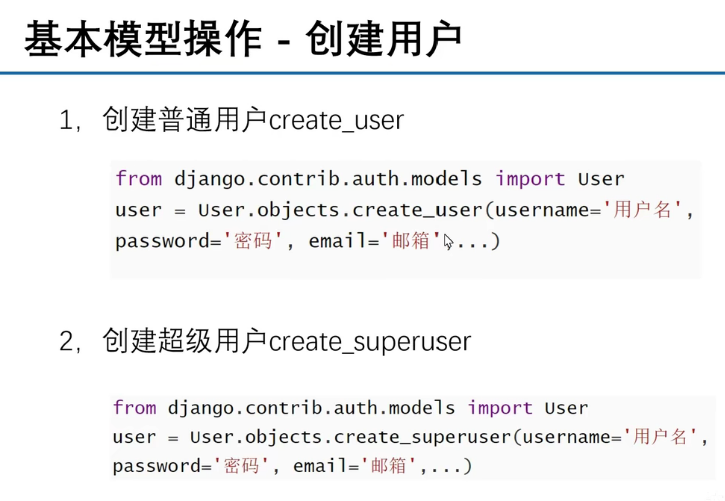 基本模型操作 - 创建用户
1，创建普通用户create_user
from django.contrib.auth.models import User
user = User.objects.create_user(username='用户名',
password='密码', email='邮箱',...)
2，创建超级用户create_superuser
from django.contrib.auth.models import User
user = User.objects.create_superuser(username='用户名',
password='密码', email='邮箱',...)